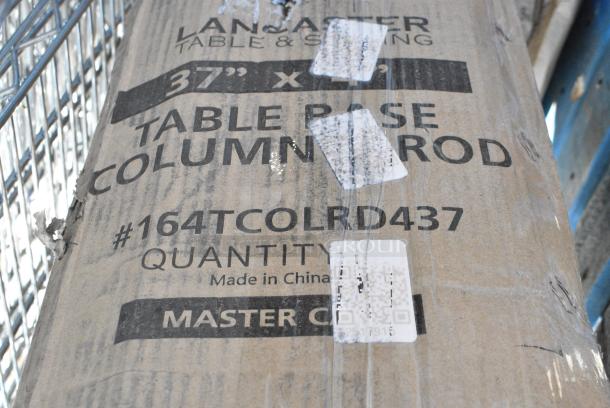 LANCASTER
TABLE & SEATING
37" X
TABLE BASE
COLUMN ROD
#164TCOLRD437
QUANTITY
Made in China
MASTER